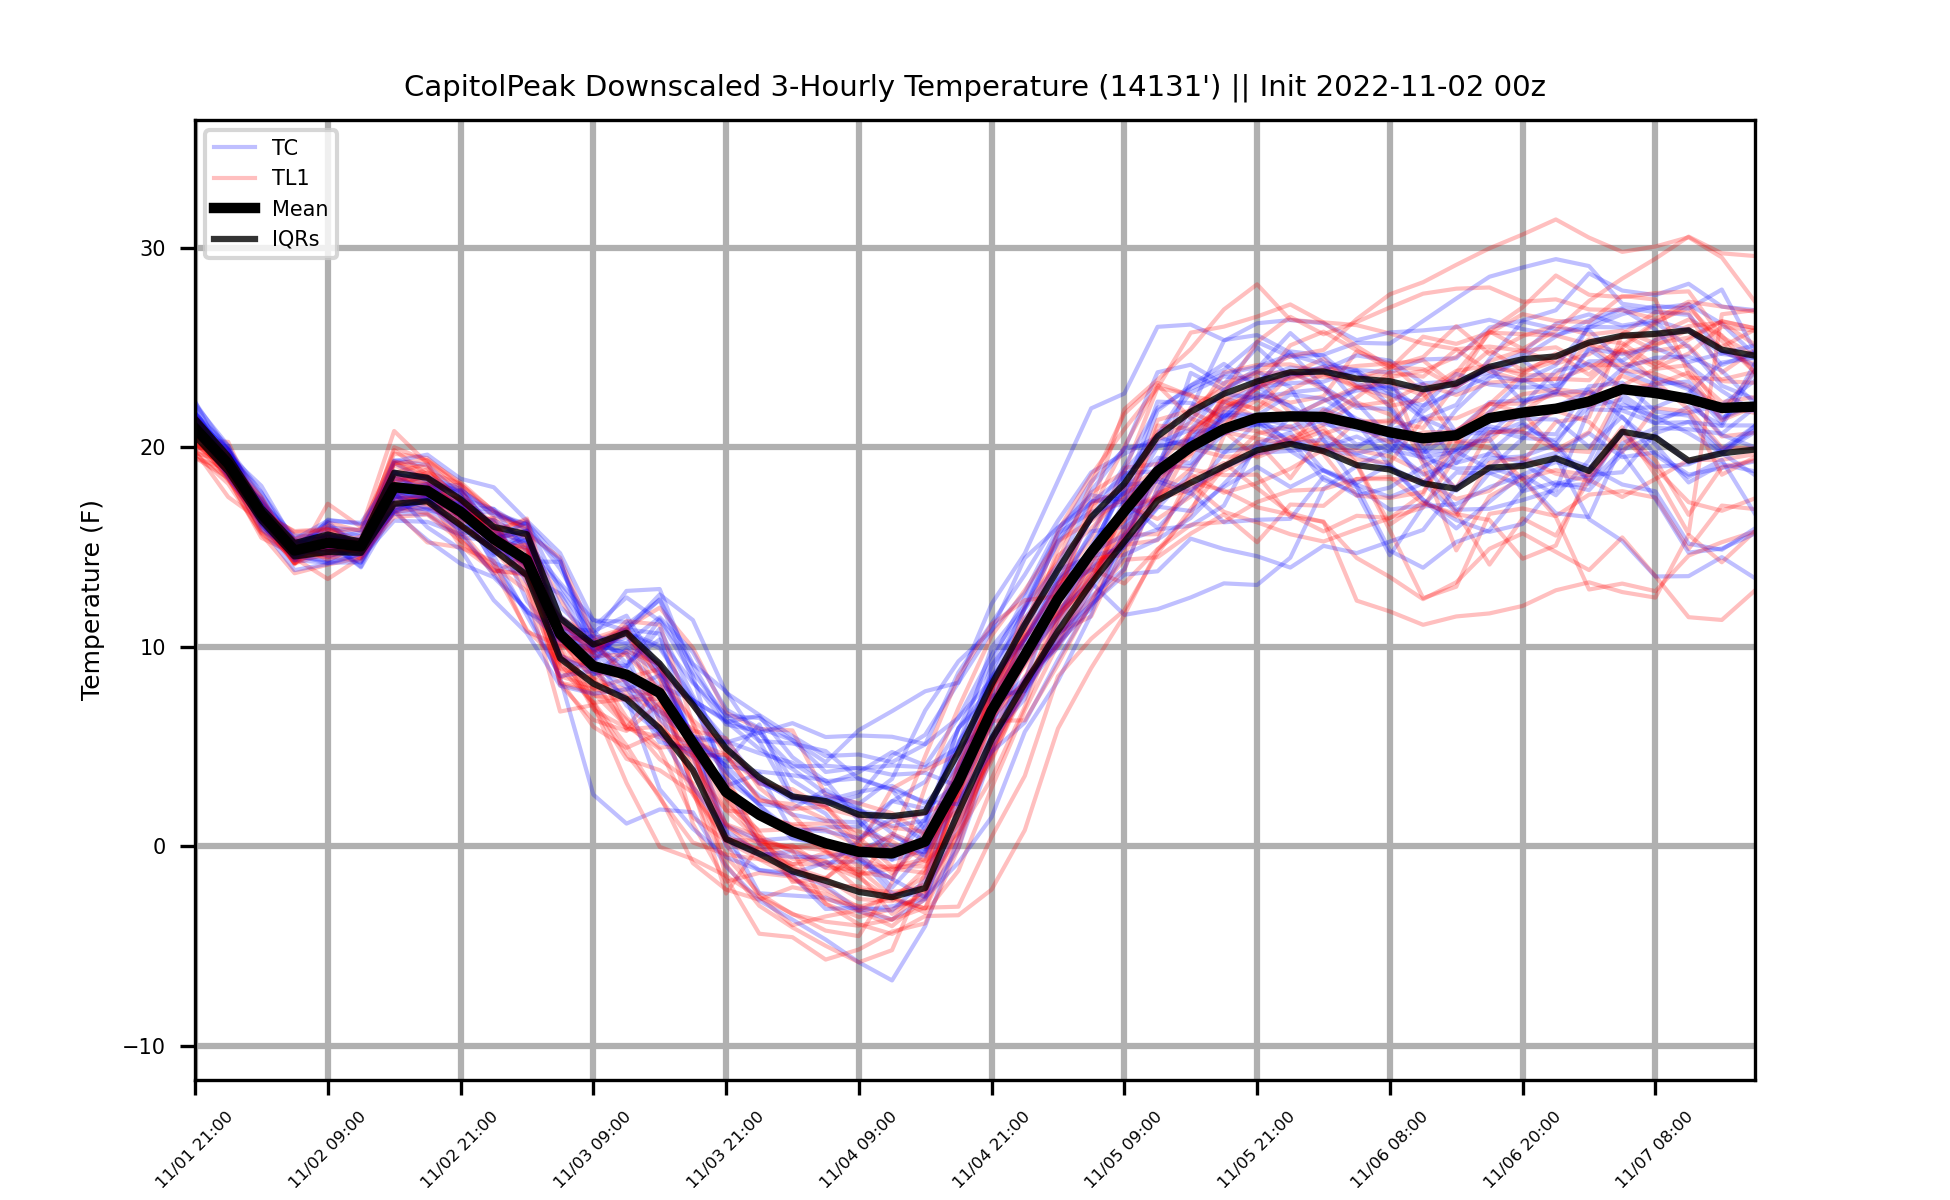 CapitolPeak Downscaled 3-Hourly Temperature (14131') || Init 2022-11-02 00z
TC
TL1
Mean
IQRs
Temperature (F)
30
20
10
0
−10
11/01 21:00
11/02 09:00
11/02 21:00
11/03 09:00
11/03 21:00
11/04 09:00
11/04 21:00
11/05 09:00
11/05 21:00
11/06 08:00
11/06 20:00
11/07 08:00